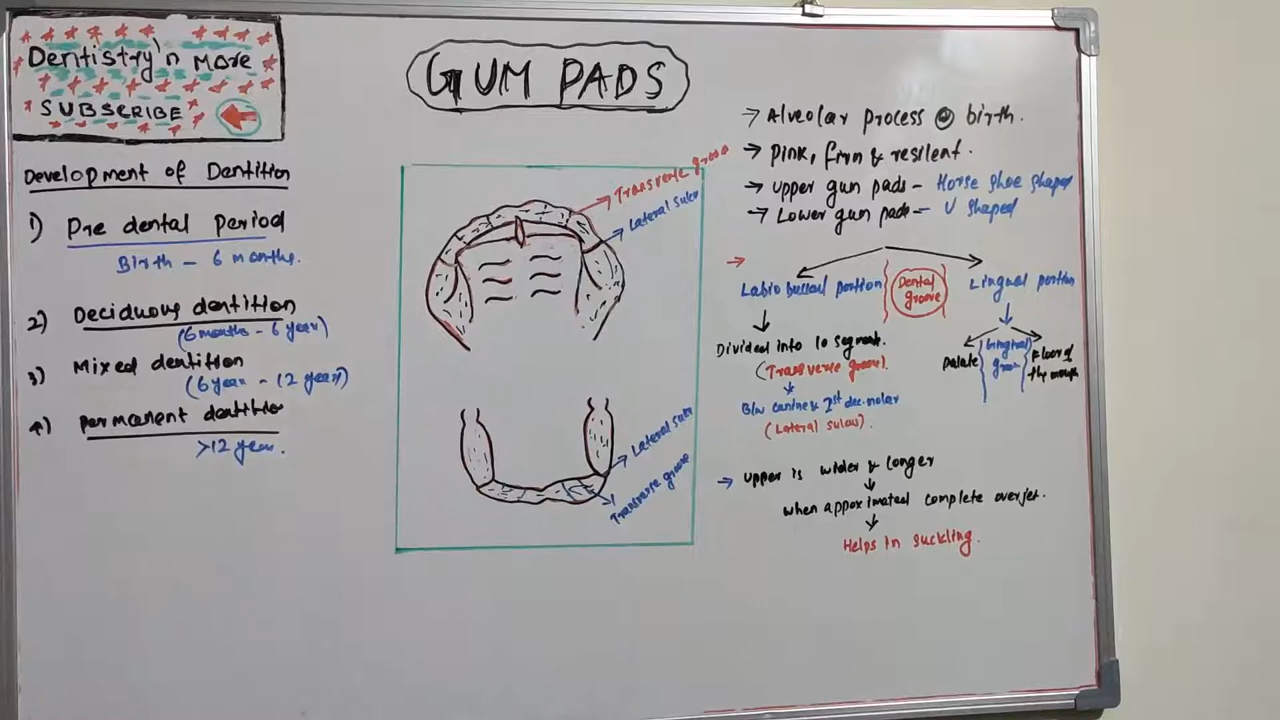 Dentistry'n MORE
SUBSCRIBE
GUM PADS
Development of Dentition
1) Pre dental period
Birth - 6 months.
2) Deciduous dentition
(6 months - 6 year)
3) Mixed dentition
(6 year - 12 year)
4) Permanent dentition
>12 year.
Transverse groove
Lateral sulcus
Lateral sulcus
Transverse groove
→ Alveolar process @ birth.
→ Pink, firm & resilent.
→ upper gum pads - Horse shoe shaped
→ Lower gum pads - U shaped
→ Labio buccal portion
Dental groove
Lingual portion
Divided into 10 segments.
(Transverse groove).
B/w canine & 1st dec.molar
(Lateral sulcus).
Palate
Gingival groove
Floor of the mouth
→ Upper is wider & longer
when appoximated complete overjet.
Helps in suckling.